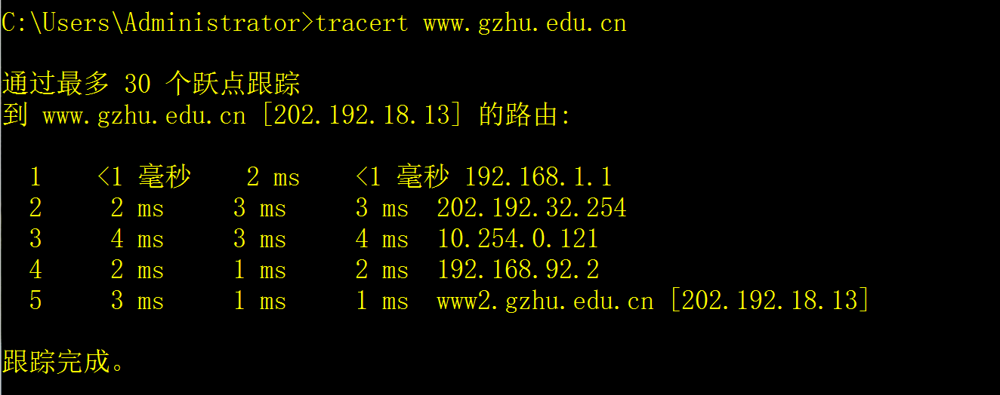 C:\Users\Administrator>tracert www.gzhu.edu.cn
通过最多 30 个跃点跟踪
到 www.gzhu.edu.cn [202.192.18.13] 的路由:
1 <1 毫秒 2 ms <1 毫秒 192.168.1.1
2 2 ms 3 ms 3 ms 202.192.32.254
3 4 ms 3 ms 4 ms 10.254.0.121
4 2 ms 1 ms 2 ms 192.168.92.2
5 3 ms 1 ms 1 ms www2.gzhu.edu.cn [202.192.18.13]
跟踪完成。